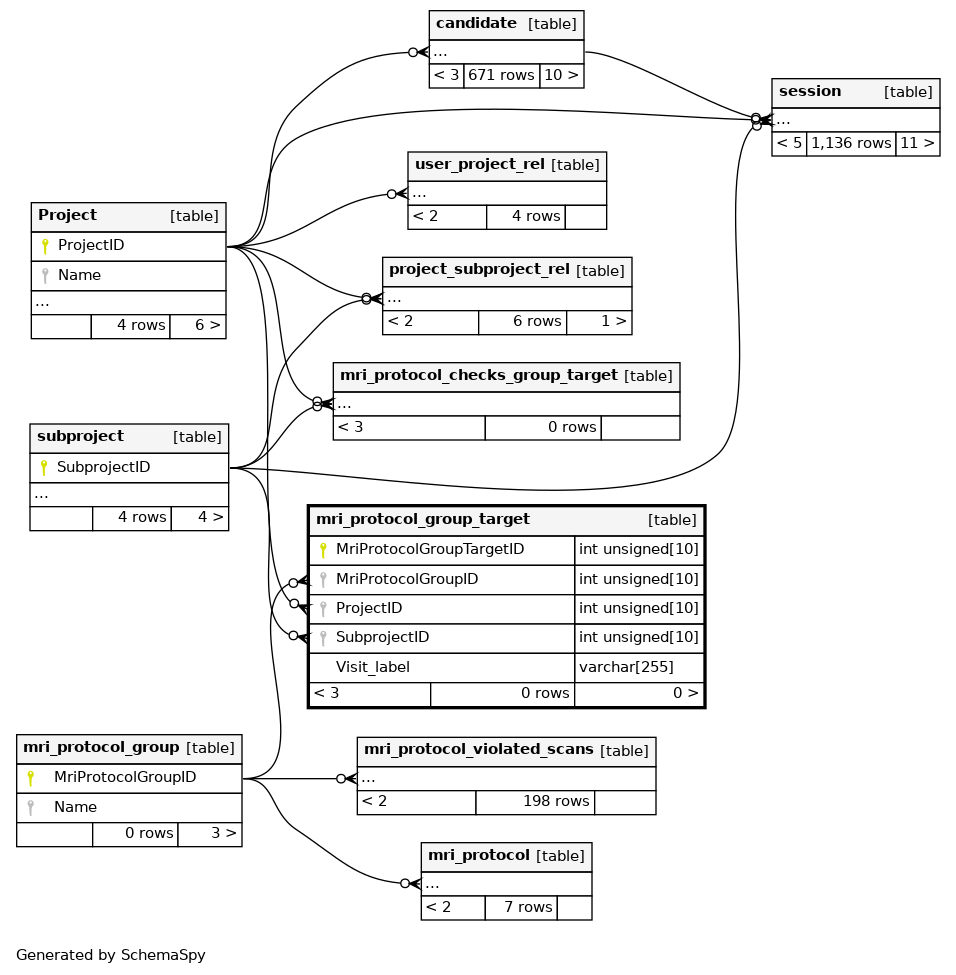 candidate [table]
...
< 3 671 rows 10 >
session [table]
...
< 5 1,136 rows 11 >
user_project_rel [table]
...
< 2 4 rows
Project [table]
ProjectID
Name
...
4 rows 6 >
project_subproject_rel [table]
...
< 2 6 rows 1 >
mri_protocol_checks_group_target [table]
...
< 3 0 rows
subproject [table]
SubprojectID
...
4 rows 4 >
mri_protocol_group_target [table]
MriProtocolGroupTargetID int unsigned[10]
MriProtocolGroupID int unsigned[10]
ProjectID int unsigned[10]
SubprojectID int unsigned[10]
Visit_label varchar[255]
< 3 0 rows 0 >
mri_protocol_group [table]
MriProtocolGroupID
Name
0 rows 3 >
mri_protocol_violated_scans [table]
...
< 2 198 rows
mri_protocol [table]
...
< 2 7 rows
Generated by SchemaSpy